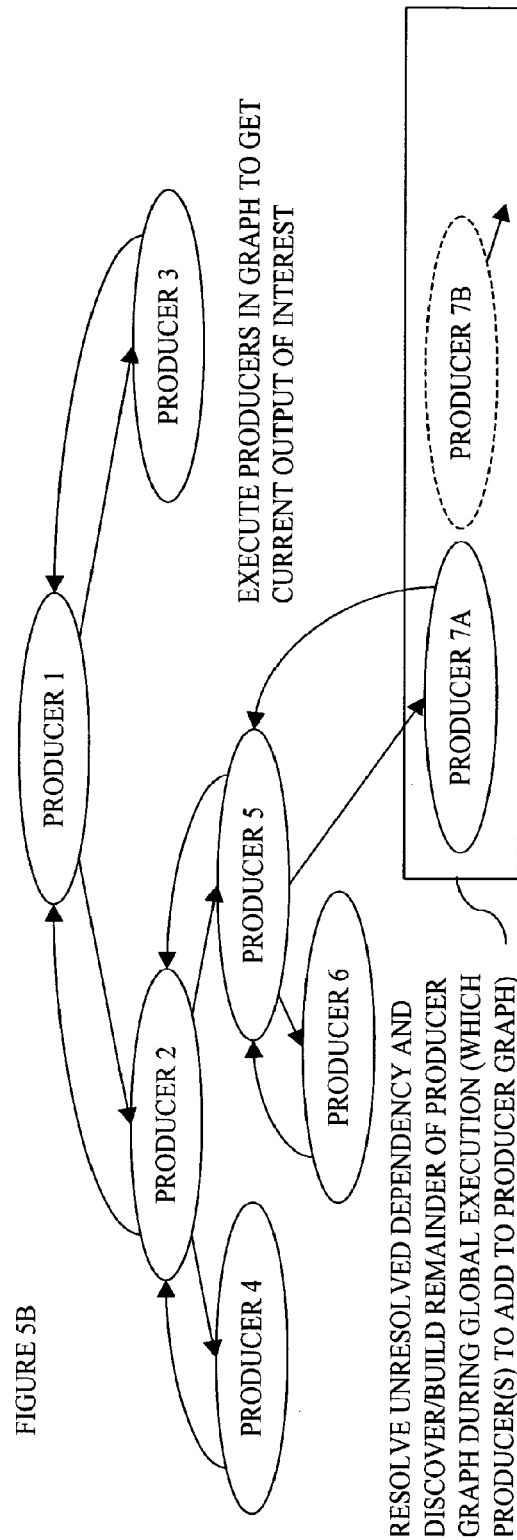 FIGURE 5B
PRODUCER 1
PRODUCER 2
PRODUCER 3
PRODUCER 4
PRODUCER 5
PRODUCER 6
EXECUTE PRODUCERS IN GRAPH TO GET
CURRENT OUTPUT OF INTEREST
PRODUCER 7A
PRODUCER 7B
RESOLVE UNRESOLVED DEPENDENCY AND
DISCOVER/BUILD REMAINDER OF PRODUCER
GRAPH DURING GLOBAL EXECUTION (WHICH
PRODUCER(S) TO ADD TO PRODUCER GRAPH)